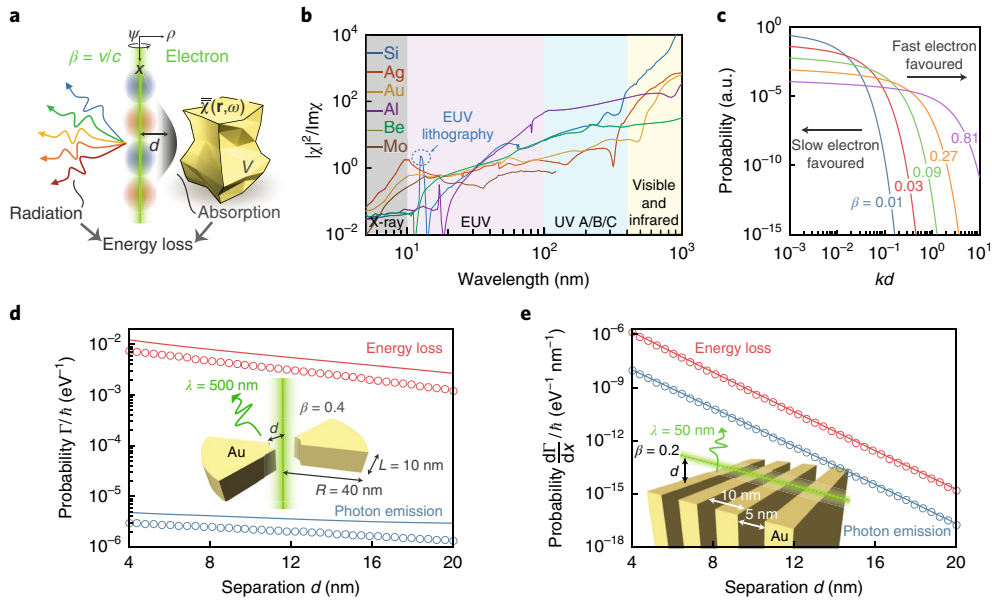 a
ψ
ρ
β = v/c
Electron
x
χ̿(r,ω)
d
V
Radiation
Absorption
Energy loss
b
|χ|²/Imχ
10⁶
10⁴
10²
10⁰
10⁻²
Si
Ag
Au
Al
Be
Mo
EUV
lithography
X-ray
EUV
UV A/B/C
Visible
and
infrared
10¹
10²
10³
Wavelength (nm)
c
Probability (a.u.)
10⁰
10⁻⁵
10⁻¹⁰
10⁻¹⁵
Fast electron
favoured
Slow electron
favoured
0.81
0.27
0.09
0.03
β = 0.01
10⁻³
10⁻²
10⁻¹
10⁰
10¹
kd
d
Probability Γ/ℏ (eV⁻¹)
10⁻²
10⁻³
10⁻⁴
10⁻⁵
10⁻⁶
Energy loss
λ = 500 nm
β = 0.4
d
Au
L = 10 nm
R = 40 nm
Photon emission
4
8
12
16
20
Separation d (nm)
e
Probability dΓ/dx /ℏ (eV⁻¹ nm⁻¹)
10⁻⁶
10⁻⁹
10⁻¹²
10⁻¹⁵
10⁻¹⁸
Energy loss
λ = 50 nm
β = 0.2
d
10 nm
5 nm
Au
Photon emission
4
8
12
16
20
Separation d (nm)